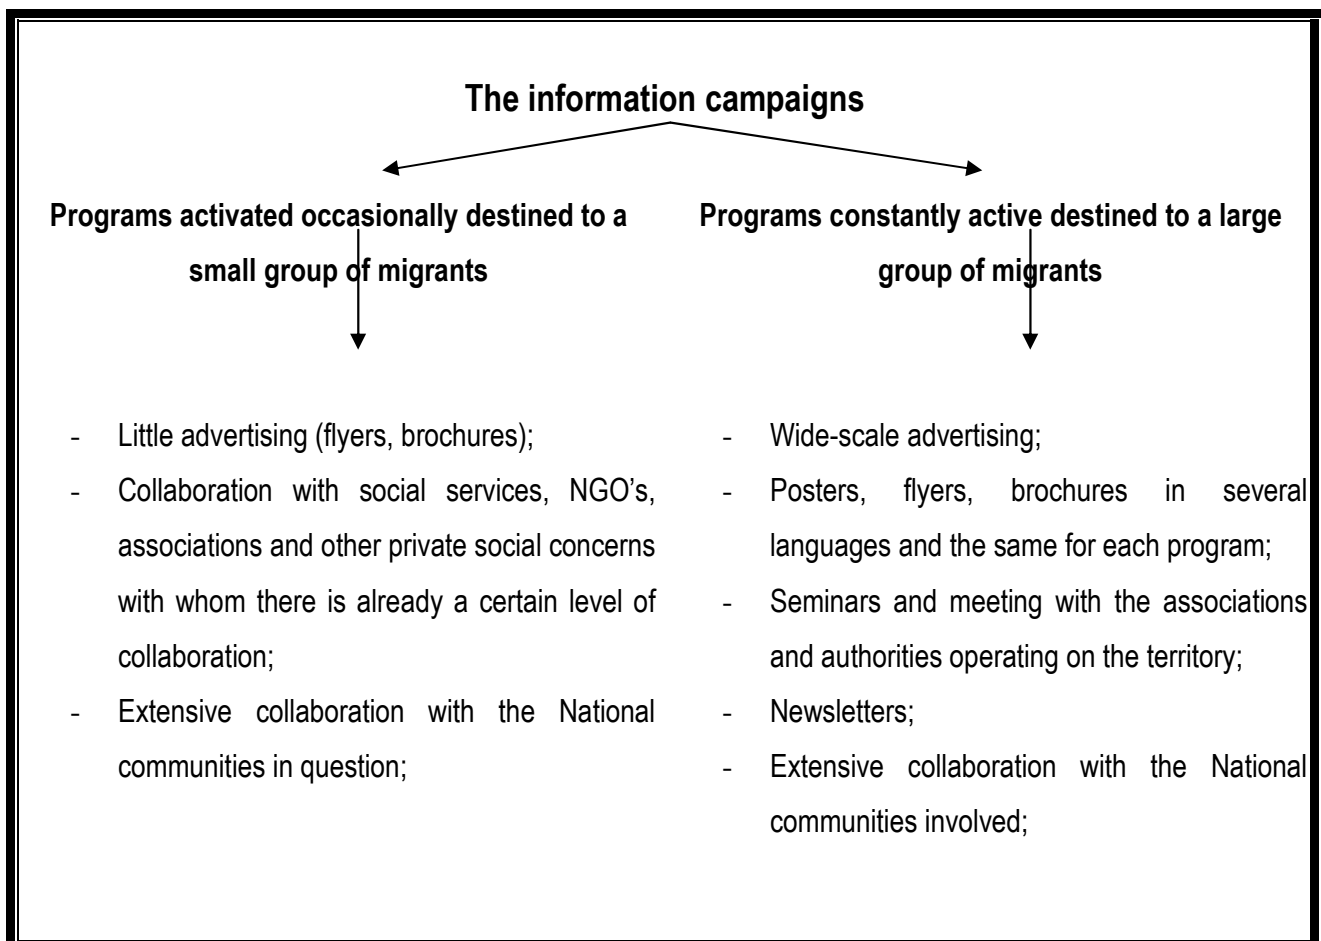 The information campaigns
Programs activated occasionally destined to a
small group of migrants
- Little advertising (flyers, brochures);
- Collaboration with social services, NGO’s,
associations and other private social concerns
with whom there is already a certain level of
collaboration;
- Extensive collaboration with the National
communities in question;
Programs constantly active destined to a large
group of migrants
- Wide-scale advertising;
- Posters, flyers, brochures in several
languages and the same for each program;
- Seminars and meeting with the associations
and authorities operating on the territory;
- Newsletters;
- Extensive collaboration with the National
communities involved;